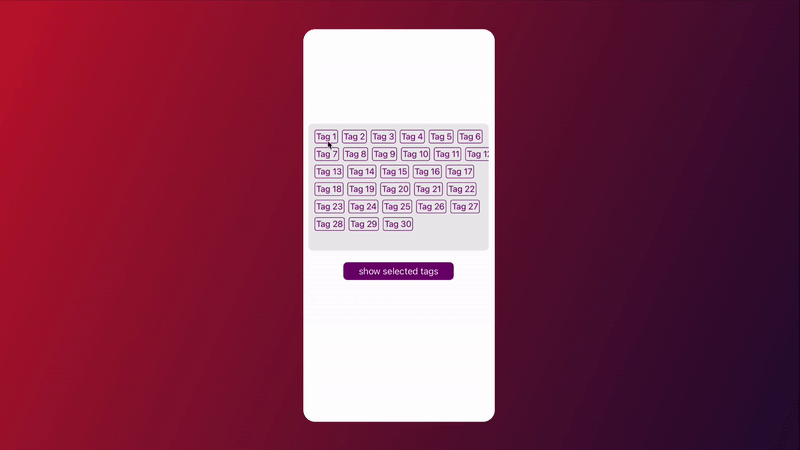 Tag 1 Tag 2 Tag 3 Tag 4 Tag 5 Tag 6
Tag 7 Tag 8 Tag 9 Tag 10 Tag 11 Tag 12
Tag 13 Tag 14 Tag 15 Tag 16 Tag 17
Tag 18 Tag 19 Tag 20 Tag 21 Tag 22
Tag 23 Tag 24 Tag 25 Tag 26 Tag 27
Tag 28 Tag 29 Tag 30
show selected tags